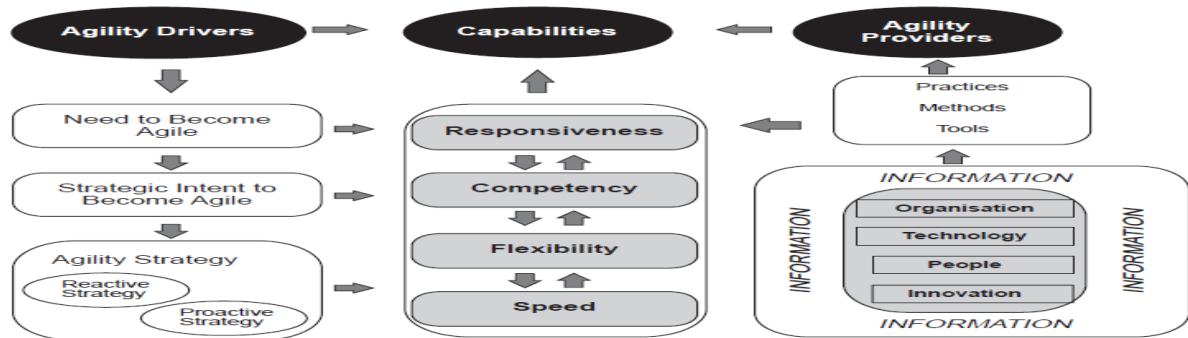 Agility Drivers
Need to Become
Agile
Strategic Intent to
Become Agile
Agility Strategy
Reactive
Strategy
Proactive
Strategy
Capabilities
Responsiveness
Competency
Flexibility
Speed
Agility
Providers
Practices
Methods
Tools
INFORMATION
INFORMATION
Organisation
Technology
People
Innovation
INFORMATION
INFORMATION